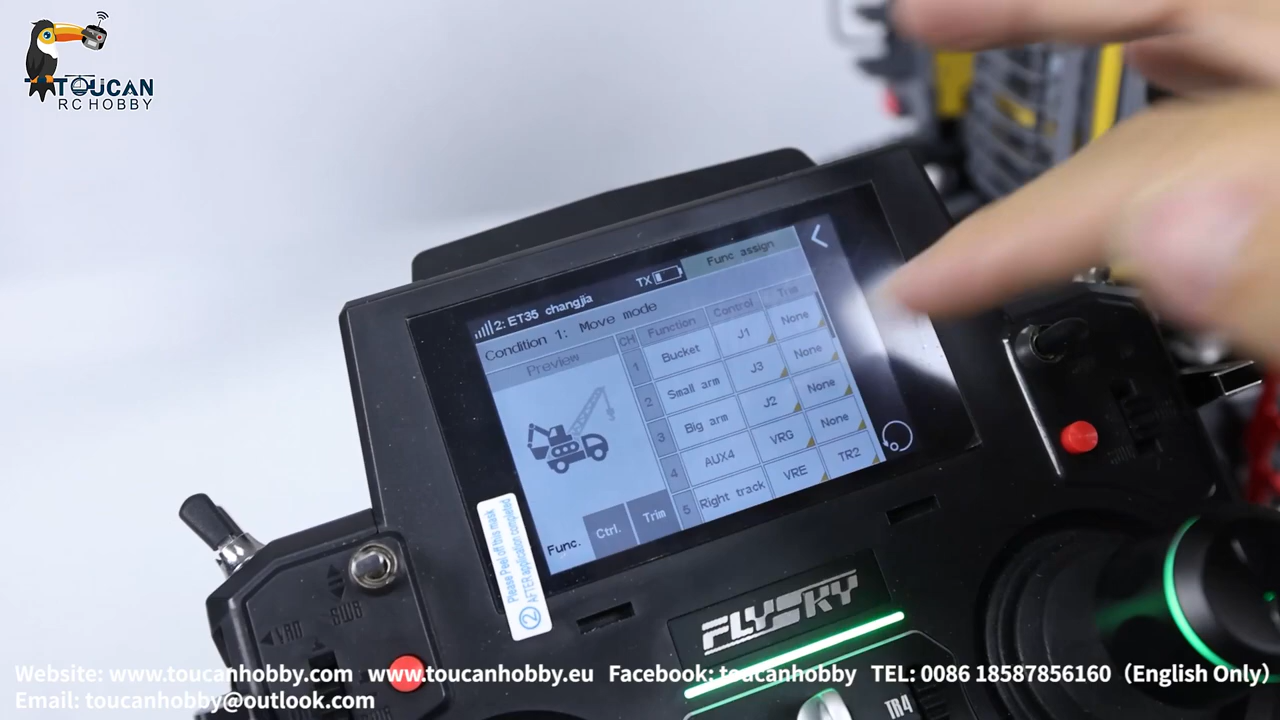 TOUCAN
RC HOBBY
2: ET35 changjia
TX
Func assign
Condition 1: Move mode
Preview
CH Function Control Trim
1 Bucket J1 None
2 Small arm J3 None
3 Big arm J2 None
4 AUX4 VRG None
5 Right track VRE TR2
Func. Ctrl. Trim
Please Peel off this mask
② AFTER application completed
SWB
FLYSKY
TR4
Website: www.toucanhobby.com www.toucanhobby.eu Facebook: toucanhobby TEL: 0086 18587856160（English Only）
Email: toucanhobby@outlook.com